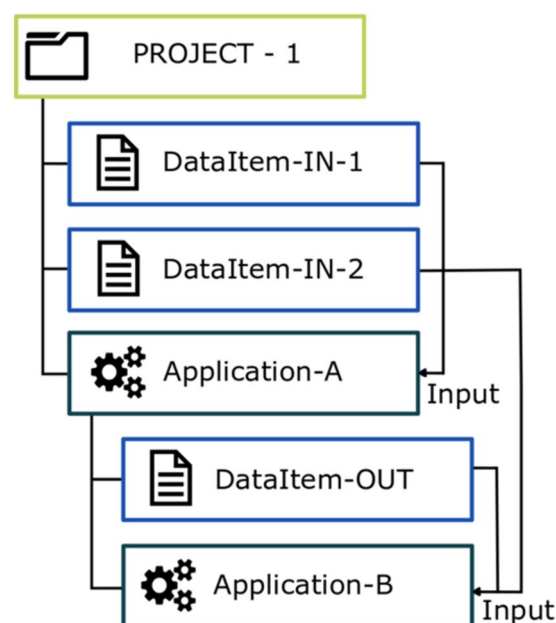 PROJECT - 1
DataItem-IN-1
DataItem-IN-2
Application-A
Input
DataItem-OUT
Application-B
Input